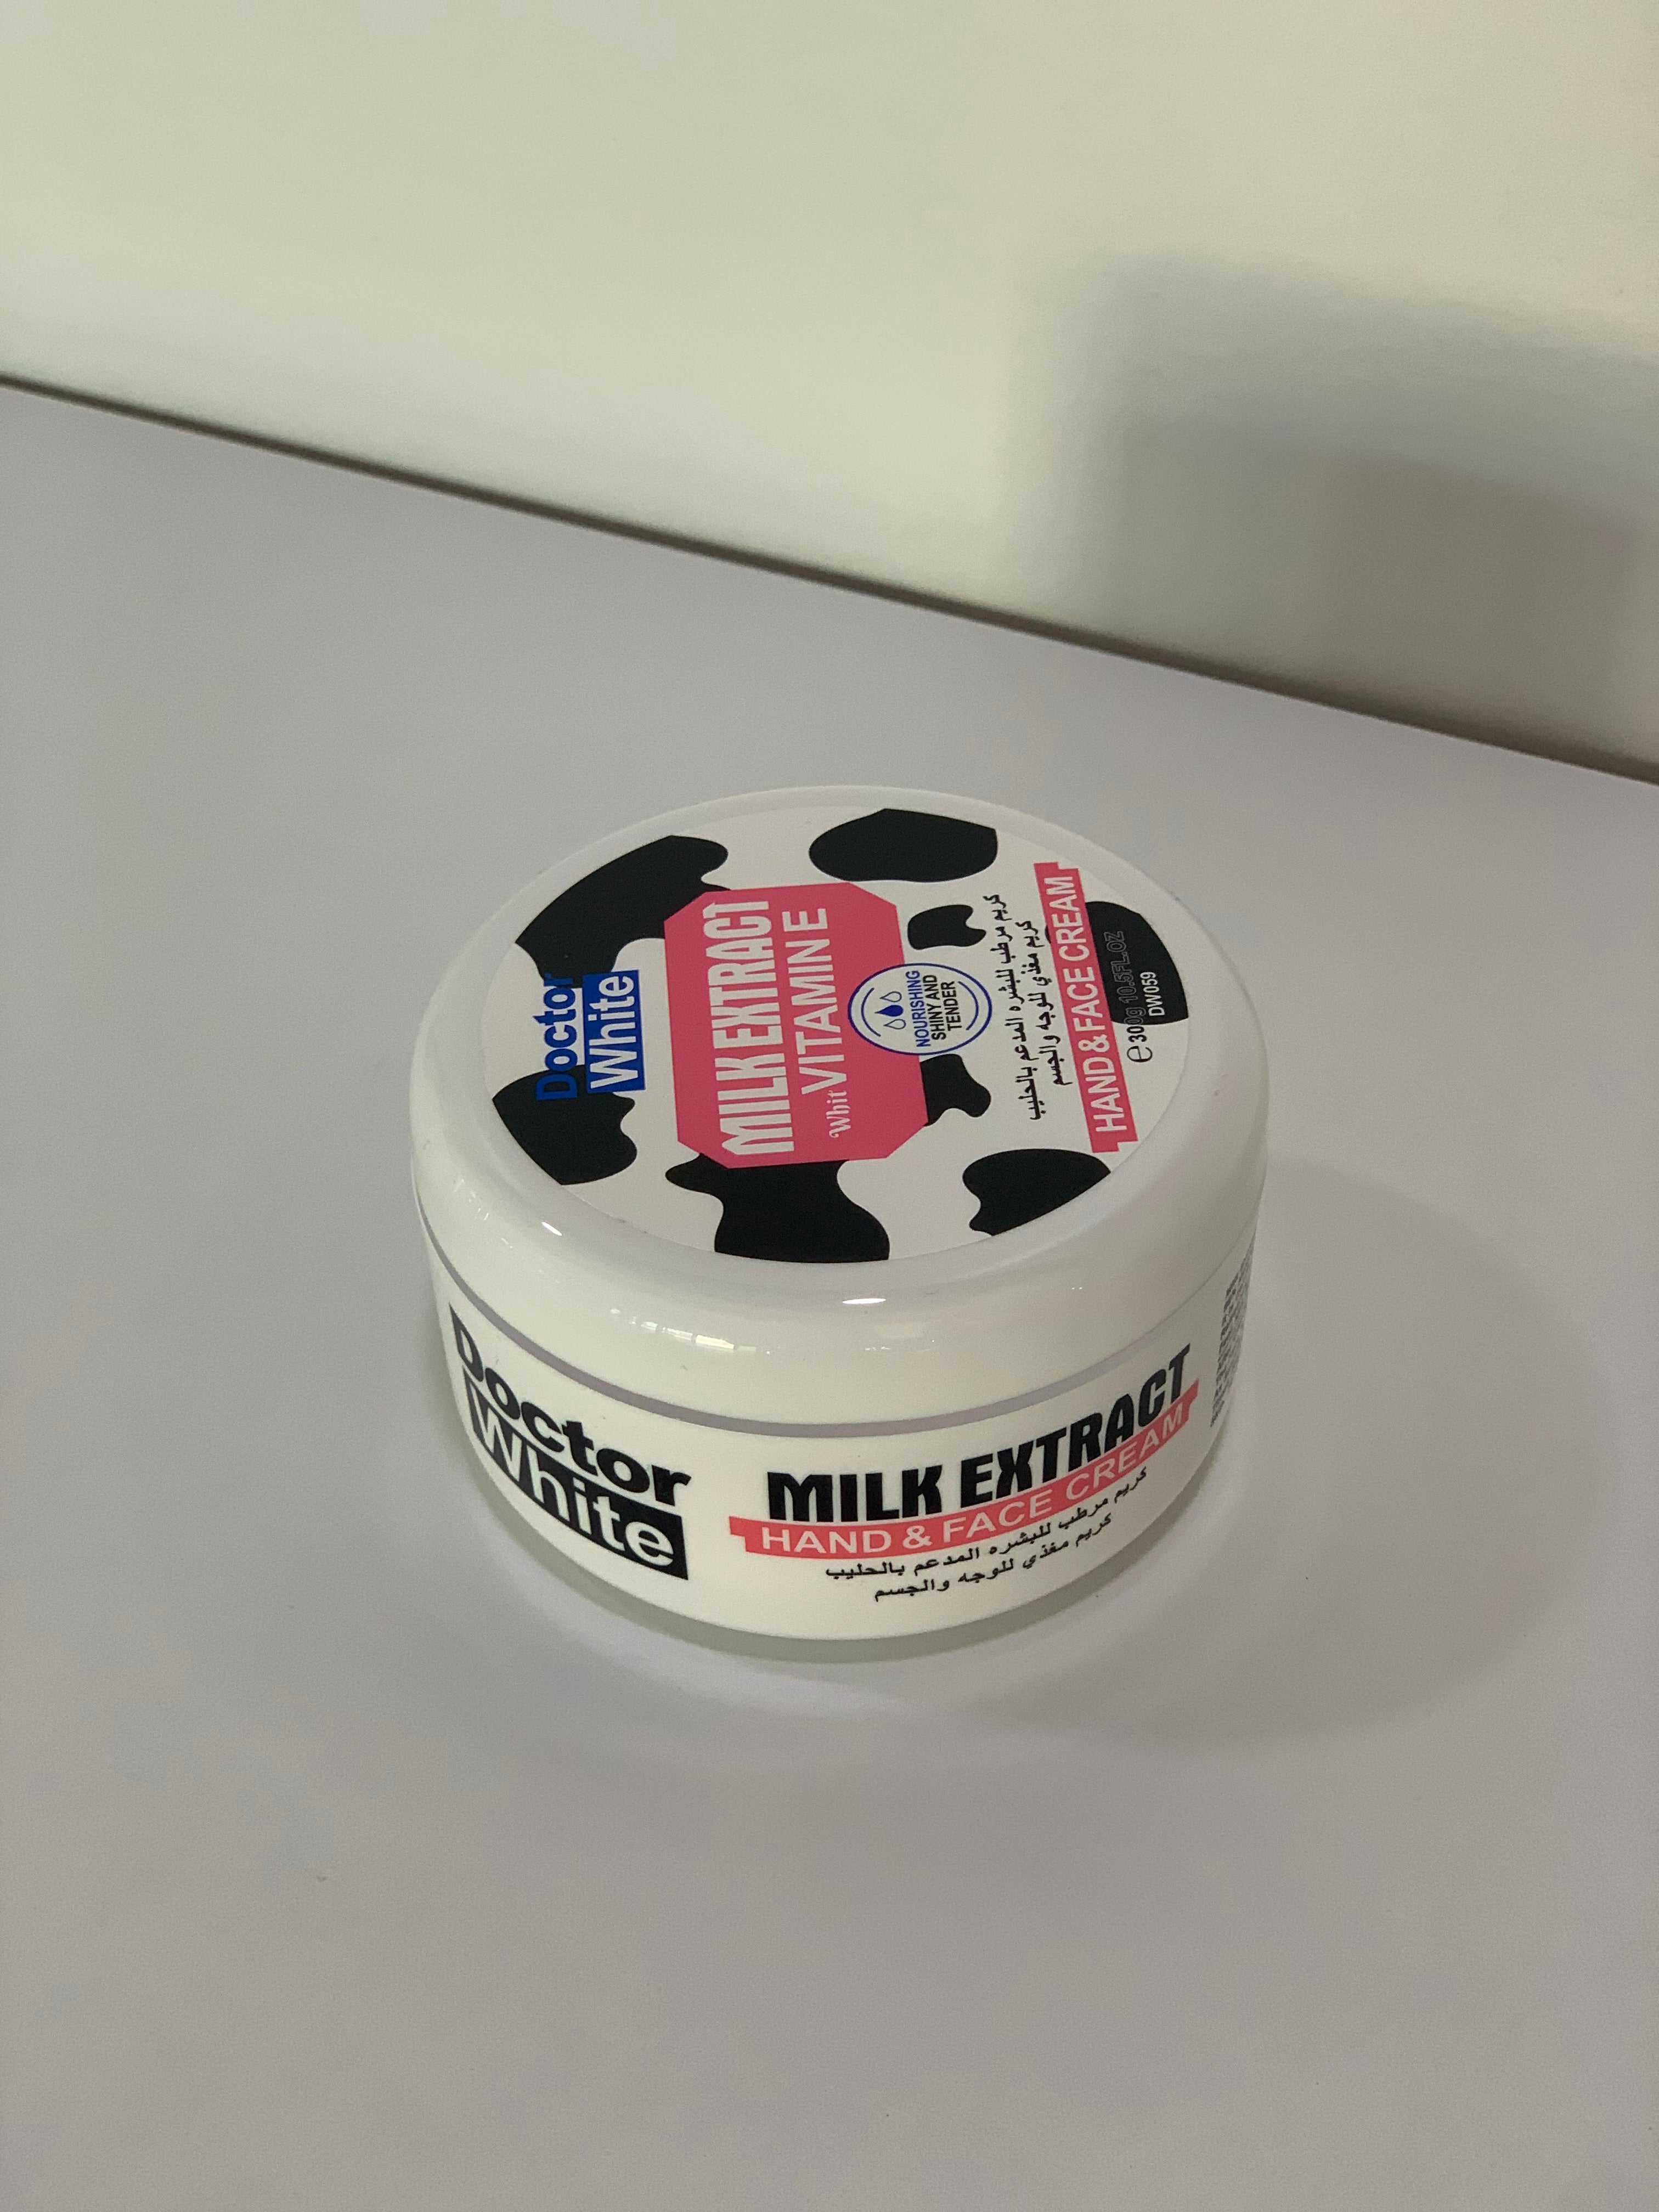 Doctor
White
MILK EXTRACT
VITAMIN E
Whit
NOURISHING
SHINY AND
TENDER
كريم مرطب للبشره المدعم بالحليب
كريم مغذي للوجه والجسم
HAND & FACE CREAM
e 300g 10.5FL.OZ
DW059
Doctor
White
MILK EXTRACT
HAND & FACE CREAM
كريم مرطب للبشره المدعم بالحليب
كريم مغذي للوجه والجسم